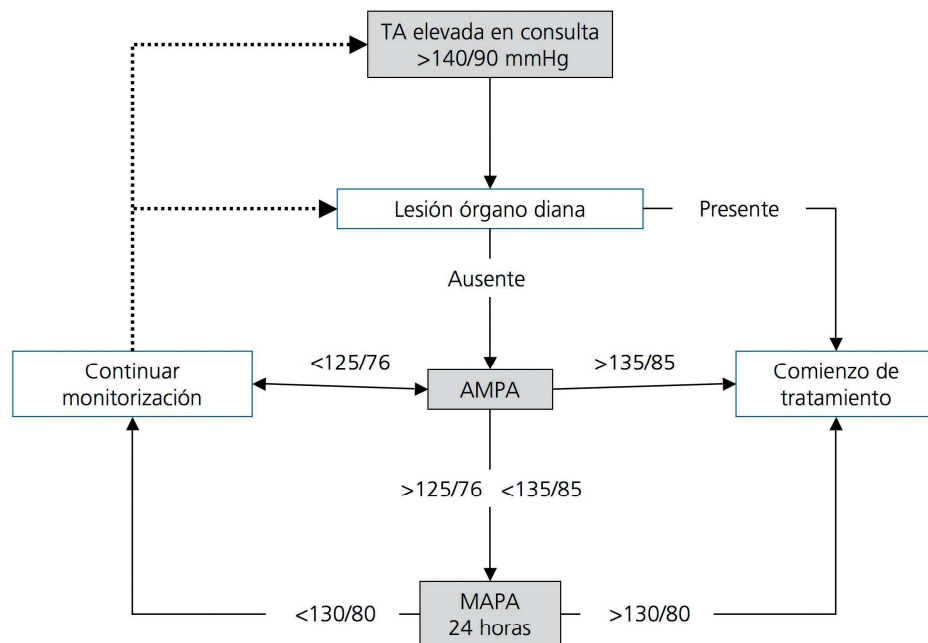 TA elevada en consulta
>140/90 mmHg
Lesión órgano diana
Presente
Ausente
Continuar
monitorización
<125/76
AMPA
>135/85
Comienzo de
tratamiento
>125/76 <135/85
<130/80
MAPA
24 horas
>130/80